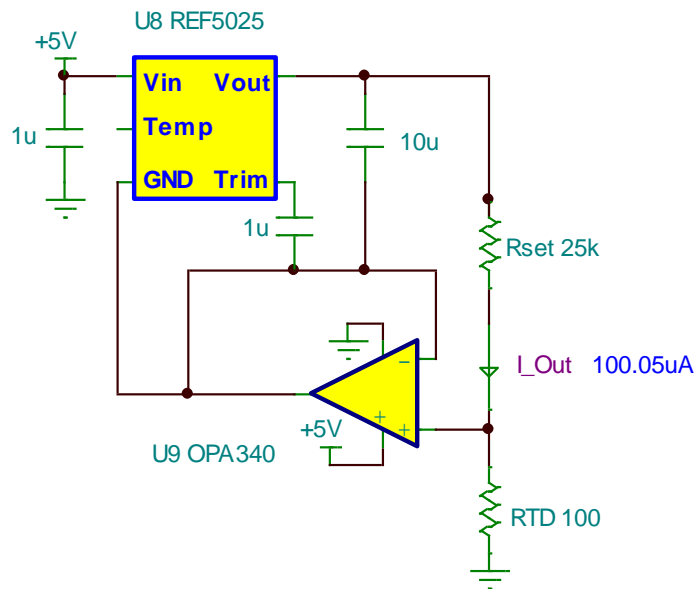 U8 REF5025
+5V
Vin Vout
1u
Temp
10u
GND Trim
1u
Rset 25k
I_Out 100.05uA
-
+5V
+ +
U9 OPA340
RTD 100